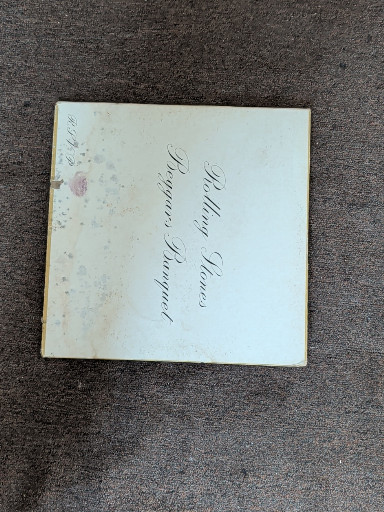 Rolling Stones
Beggars Banquet
R.S.V.P.